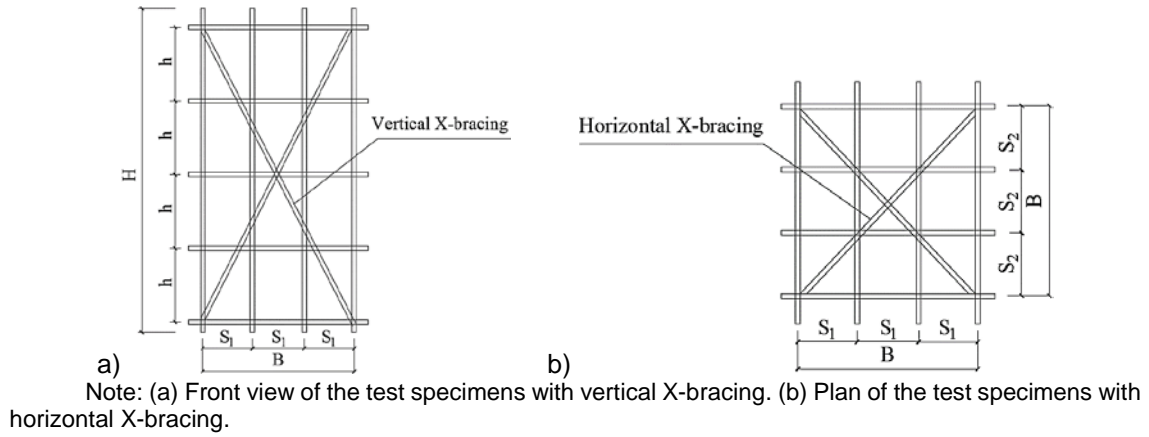 H
h
h
h
h
Vertical X-bracing
S₁ S₁ S₁
B
a)
Horizontal X-bracing
S₂
S₂
S₂
B
S₁ S₁ S₁
B
b)
Note: (a) Front view of the test specimens with vertical X-bracing. (b) Plan of the test specimens with
horizontal X-bracing.